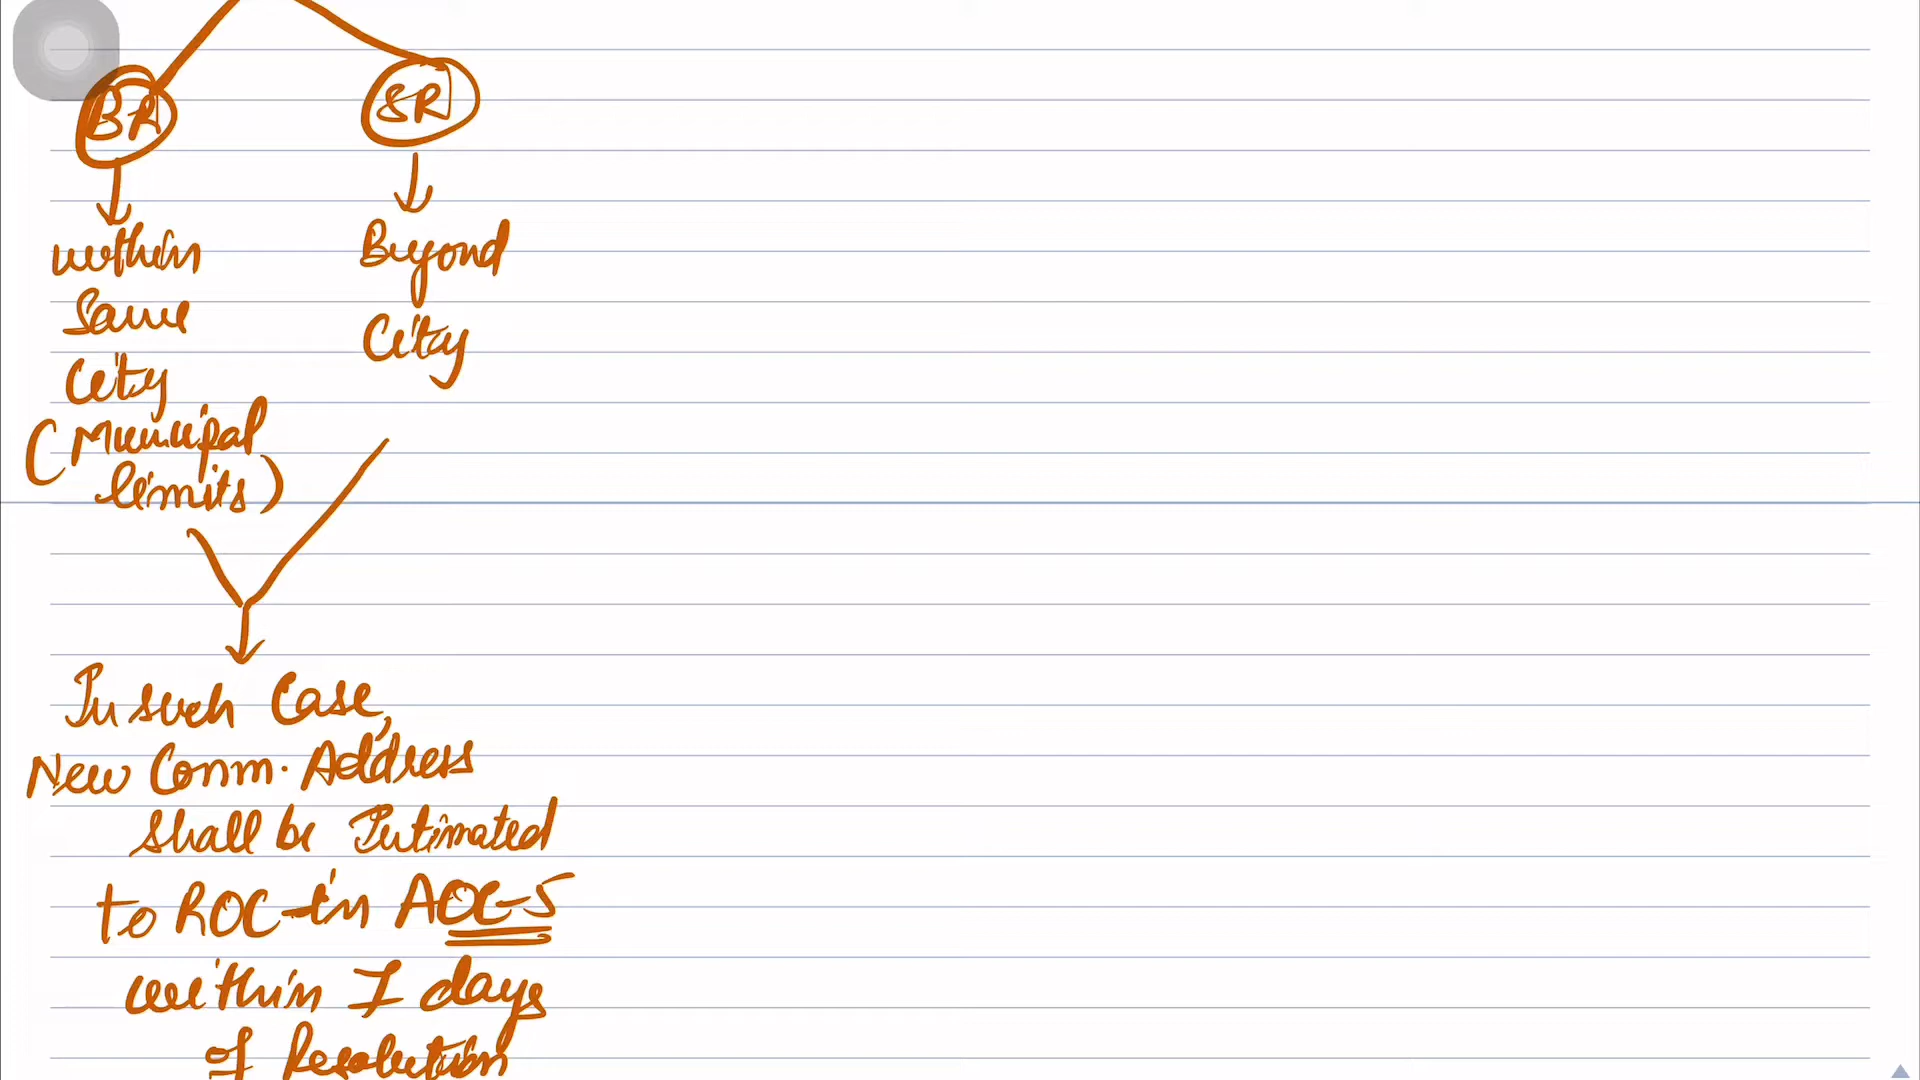 BR
SR
within
Same
City
(Municipal
limits)
Beyond
City
In such Case,
New Comm. Address
shall be Intimated
to ROC in AOC-5
within 7 days
of Resolution